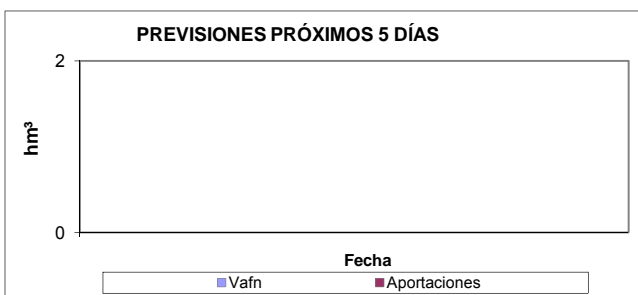 PREVISIONES PRÓXIMOS 5 DÍAS
2
hm³
0
Fecha
Vafn Aportaciones